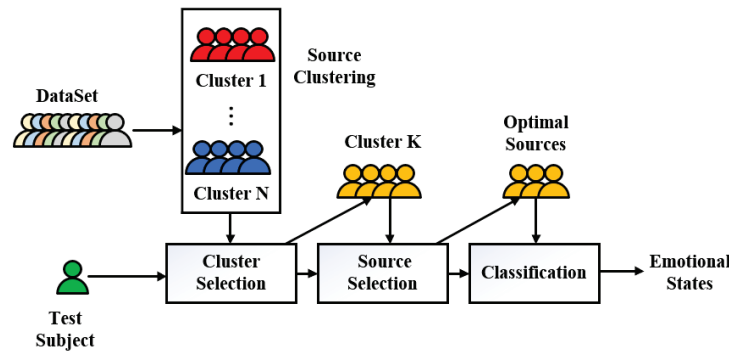 Source
Clustering
Cluster 1
⋮
Cluster N
DataSet
Cluster K
Optimal
Sources
Cluster
Selection
Source
Selection
Classification
Emotional
States
Test
Subject